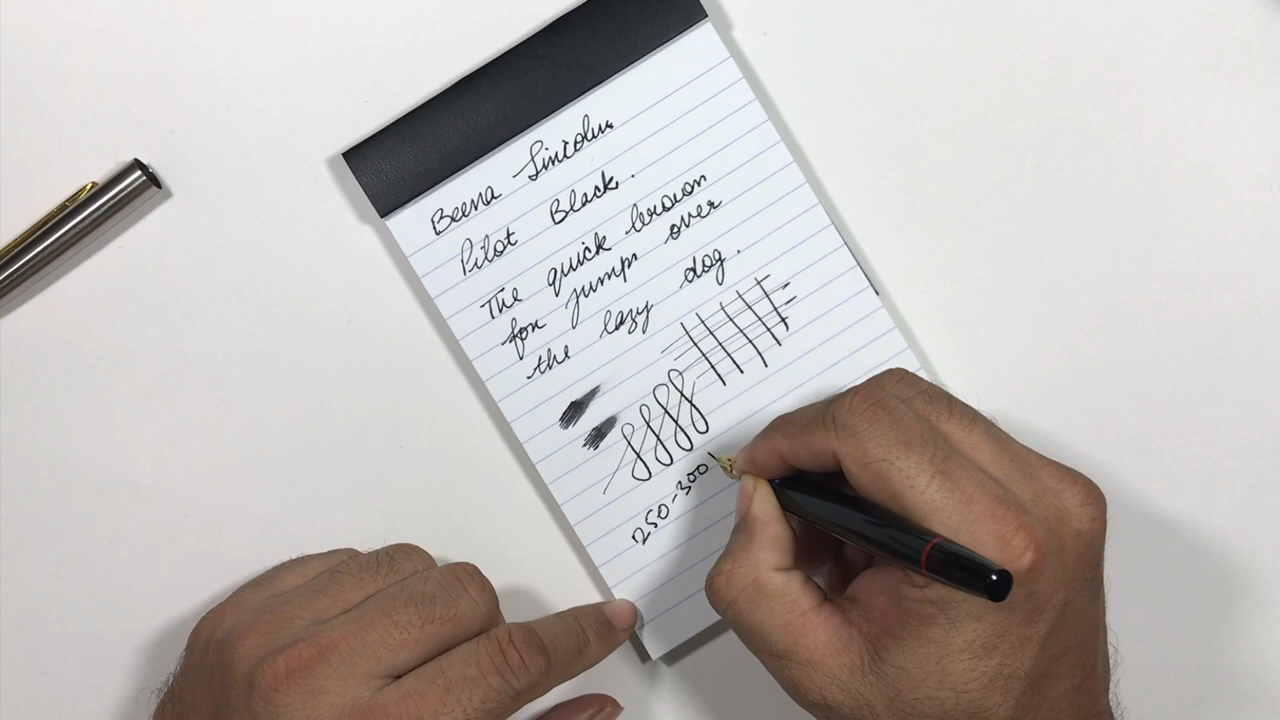 Beena Lincoln
Pilot Black.
The quick brown
fox jumps over
the lazy dog.
250-300